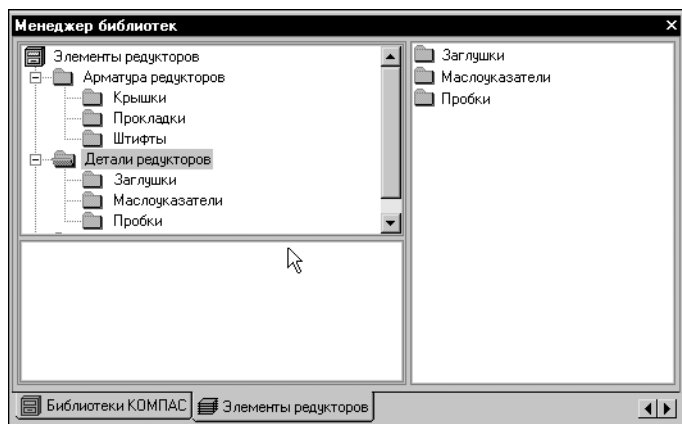 Менеджер библиотек
Элементы редукторов
Арматура редукторов
Крышки
Прокладки
Штифты
Детали редукторов
Заглушки
Маслоуказатели
Пробки
Заглушки
Маслоуказатели
Пробки
Библиотеки КОМПАС
Элементы редукторов